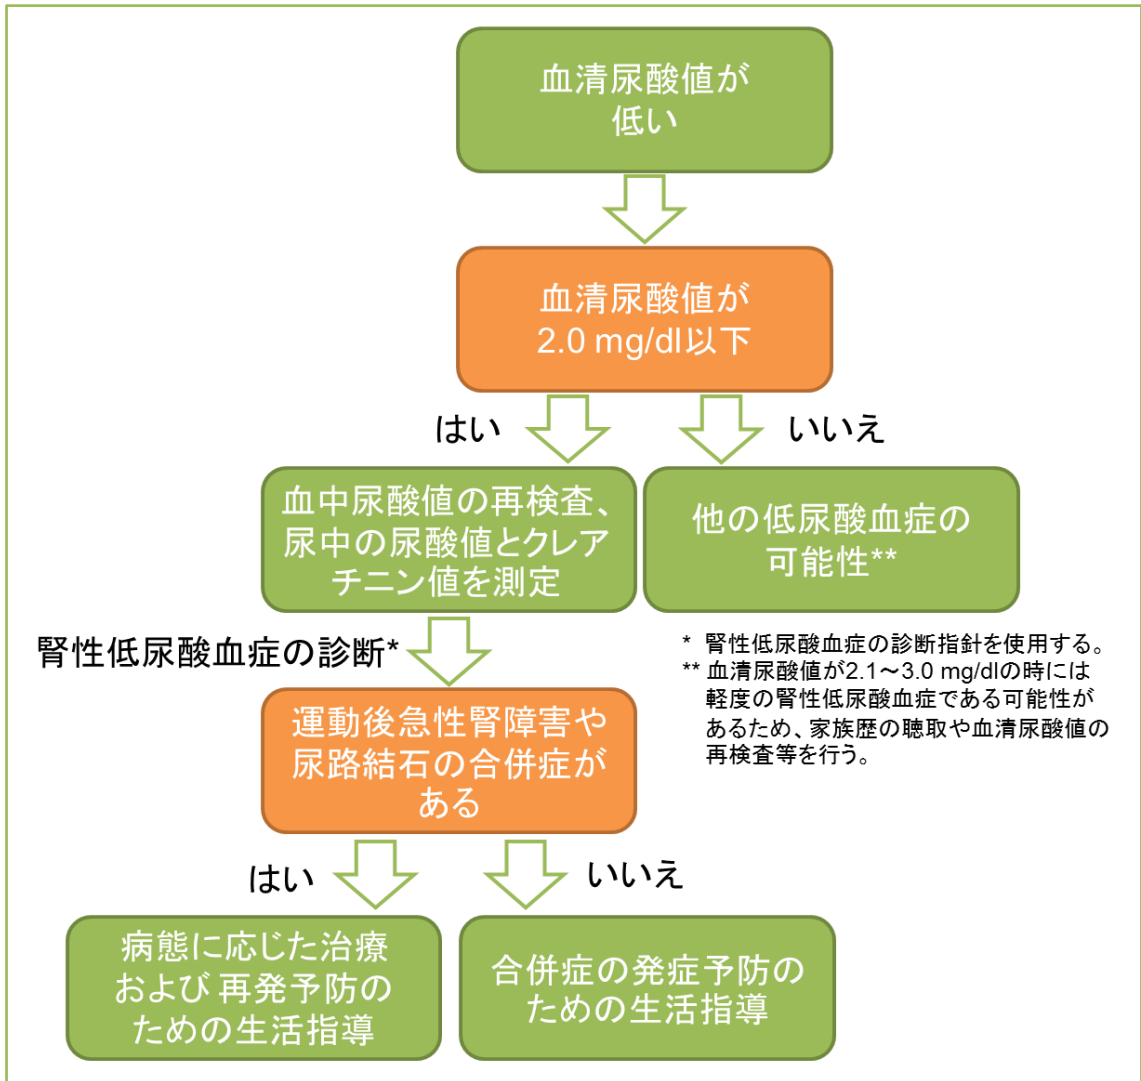 血清尿酸値が
低い
血清尿酸値が
2.0 mg/dl以下
はい
いいえ
血中尿酸値の再検査、
尿中の尿酸値とクレア
チニン値を測定
他の低尿酸血症の
可能性**
腎性低尿酸血症の診断*
* 腎性低尿酸血症の診断指針を使用する。
** 血清尿酸値が2.1～3.0 mg/dlの時には
軽度の腎性低尿酸血症である可能性が
あるため、家族歴の聴取や血清尿酸値の
再検査等を行う。
運動後急性腎障害や
尿路結石の合併症が
ある
はい
いいえ
病態に応じた治療
および 再発予防の
ための生活指導
合併症の発症予防の
ための生活指導